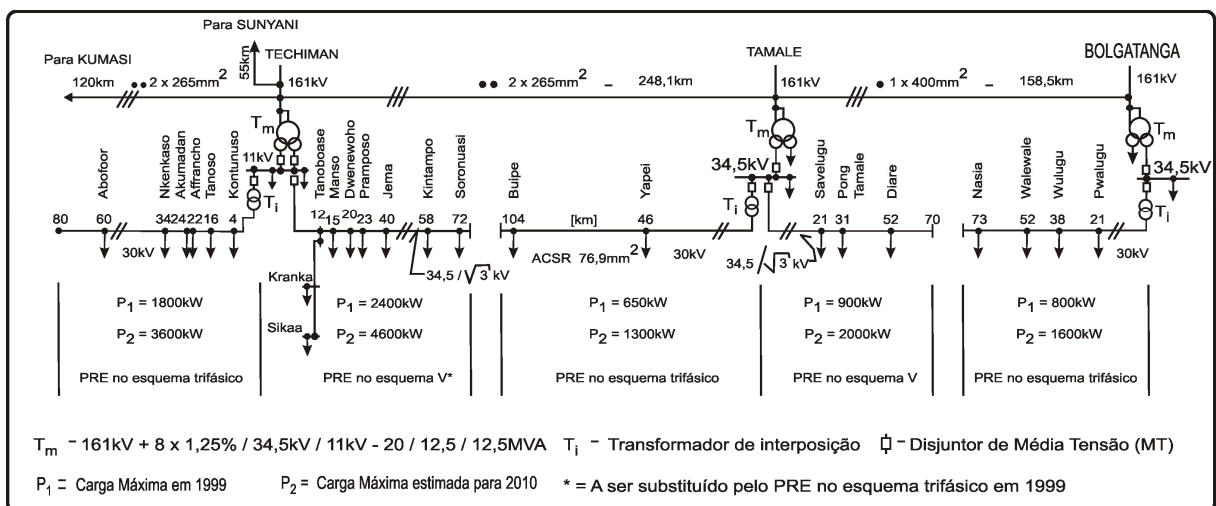 Para SUNYANI
Para KUMASI
55km
TECHIMAN
TAMALE
BOLGATANGA
120km
2 x 265mm²
161kV
2 x 265mm² – 248,1km
161kV
1 x 400mm² – 158,5km
161kV
Tm
Tm
Tm
11kV
34,5kV
34,5kV
Ti
Ti
Ti
Abofoor
Nkenkaso
Akumadan
Affrancho
Tanoso
Kontunuso
Tanoboase
Manso
Dwenewoho
Pramposo
Jema
Kintampo
Soronuasi
Buipe
Yapei
Savelugu
Pong
Tamale
Diare
Nasia
Walewale
Wulugu
Pwalugu
80 60 34 24 22 16 4 12 15 20 23 40 58 72 104 [km] 46 21 31 52 70 73 52 38 21
30kV
34,5/√3 kV
ACSR 76,9mm²
30kV
34,5/√3 kV
30kV
Kranka
Sikaa
P1 = 1800kW
P1 = 2400kW
P1 = 650kW
P1 = 900kW
P1 = 800kW
P2 = 3600kW
P2 = 4600kW
P2 = 1300kW
P2 = 2000kW
P2 = 1600kW
PRE no esquema trifásico
PRE no esquema V*
PRE no esquema trifásico
PRE no esquema V
PRE no esquema trifásico
Tm – 161kV + 8 x 1,25% / 34,5kV / 11kV - 20 / 12,5 / 12,5MVA
Ti – Transformador de interposição
– Disjuntor de Média Tensão (MT)
P1 = Carga Máxima em 1999
P2 = Carga Máxima estimada para 2010
* = A ser substituído pelo PRE no esquema trifásico em 1999